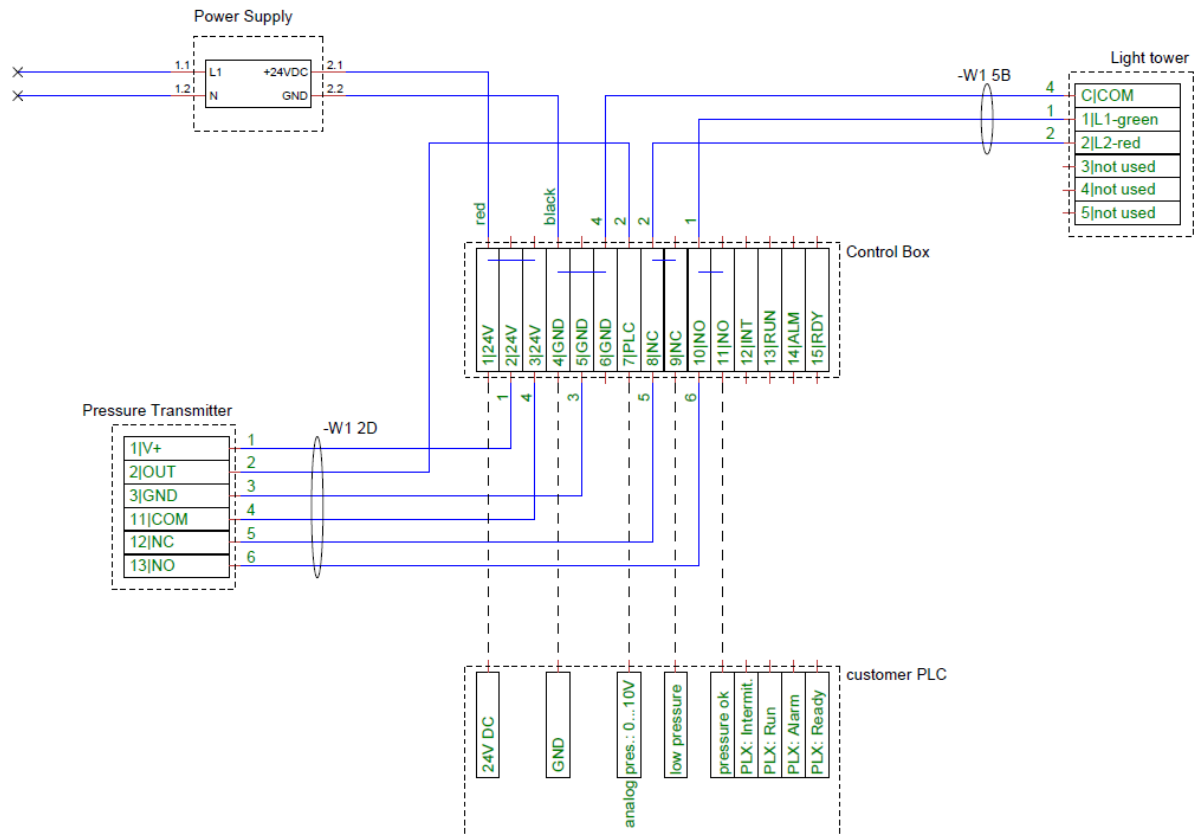 Power Supply
1.1
L1
+24VDC
2.1
1.2
N
GND
2.2
Light tower
-W1 5B
4
C|COM
1
1|L1-green
2
2|L2-red
3|not used
4|not used
5|not used
red
black
4
2
2
1
Control Box
1|24V
2|24V
3|24V
4|GND
5|GND
6|GND
7|PLC
8|NC
9|NC
10|NO
11|NO
12|INT
13|RUN
14|ALM
15|RDY
1
4
3
5
6
Pressure Transmitter
-W1 2D
1|V+
1
2|OUT
2
3|GND
3
11|COM
4
12|NC
5
13|NO
6
customer PLC
24V DC
GND
analog pres.: 0...10V
low pressure
pressure ok
PLX: Intermit.
PLX: Run
PLX: Alarm
PLX: Ready